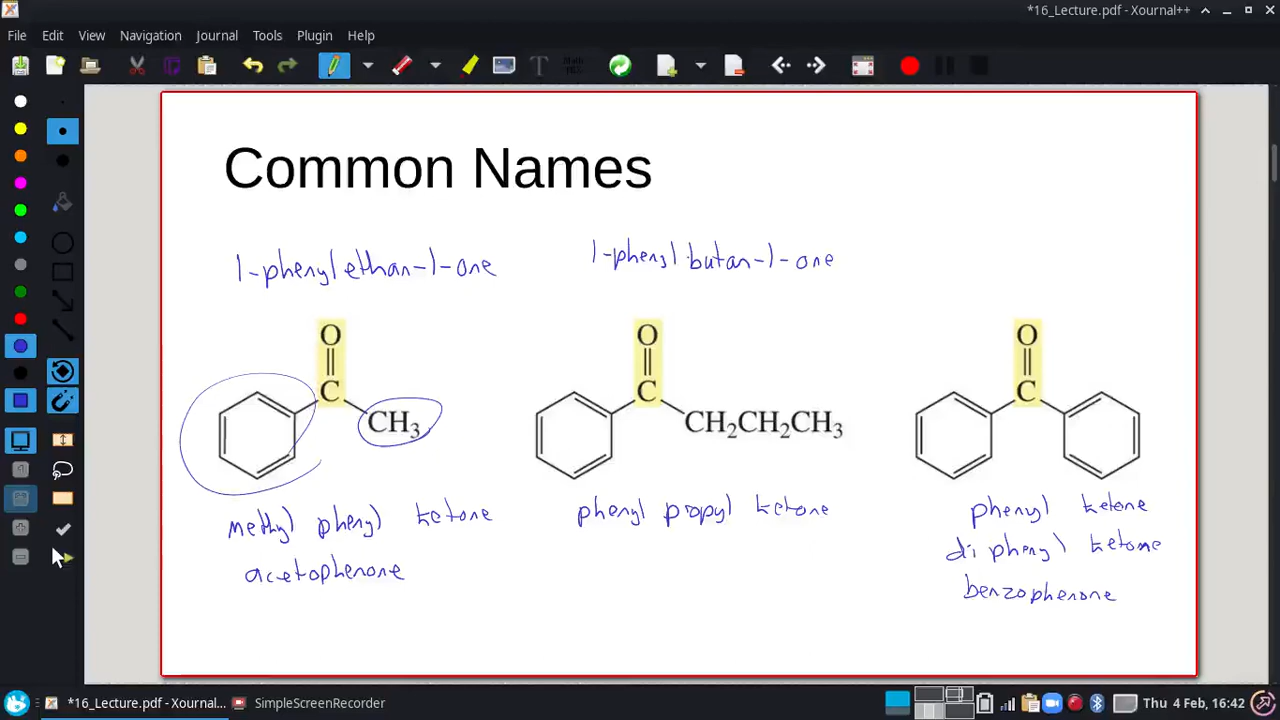 *16_Lecture.pdf - Xournal++
File Edit View Navigation Journal Tools Plugin Help
Common Names
1-phenylethan-1-one
1-phenylbutan-1-one
O
C
CH3
O
C
CH2CH2CH3
O
C
methyl phenyl ketone
acetophenone
phenyl propyl ketone
phenyl ketone
diphenyl ketone
benzophenone
*16_Lecture.pdf - Xournal...
SimpleScreenRecorder
Thu 4 Feb, 16:42